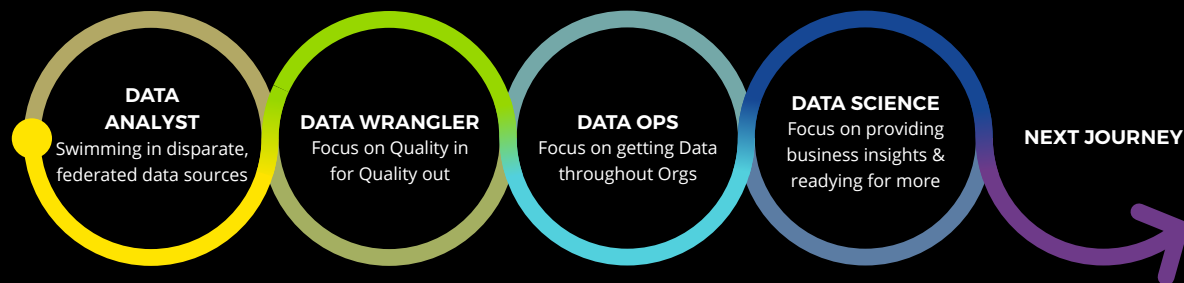 DATA
ANALYST
Swimming in disparate,
federated data sources
DATA WRANGLER
Focus on Quality in
for Quality out
DATA OPS
Focus on getting Data
throughout Orgs
DATA SCIENCE
Focus on providing
business insights &
readying for more
NEXT JOURNEY